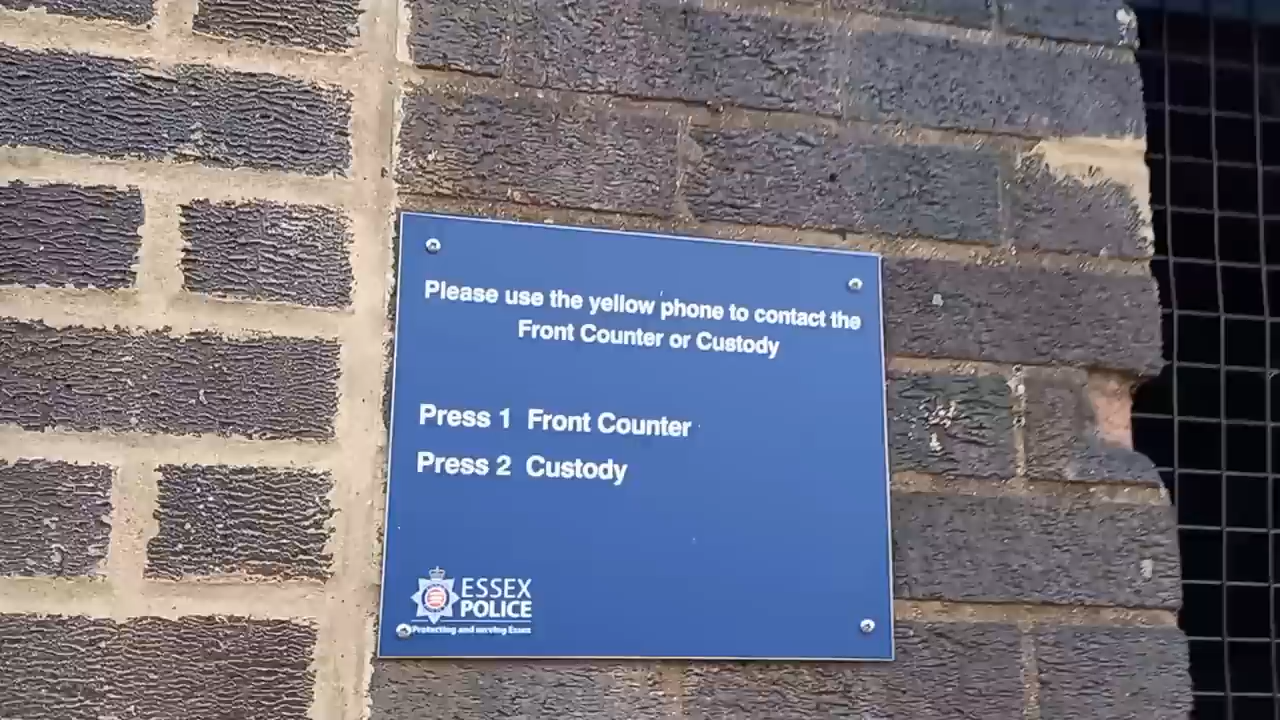 Please use the yellow phone to contact the
Front Counter or Custody
Press 1 Front Counter
Press 2 Custody
ESSEX
POLICE
Protecting and serving Essex